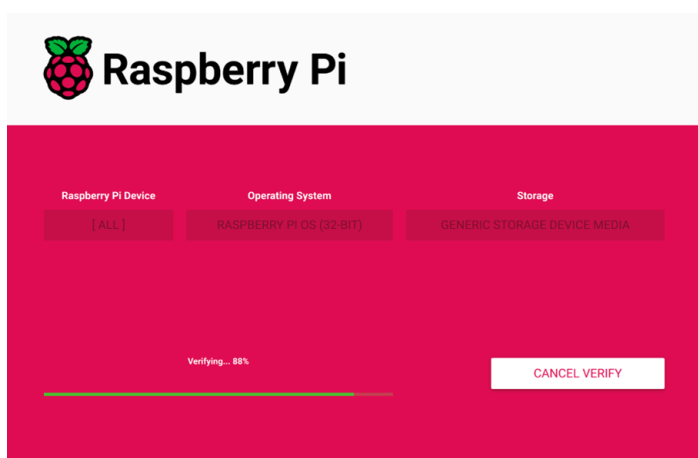 Raspberry Pi
Raspberry Pi Device
Operating System
Storage
[ ALL ]
RASPBERRY PI OS (32-BIT)
GENERIC STORAGE DEVICE MEDIA
Verifying... 88%
CANCEL VERIFY